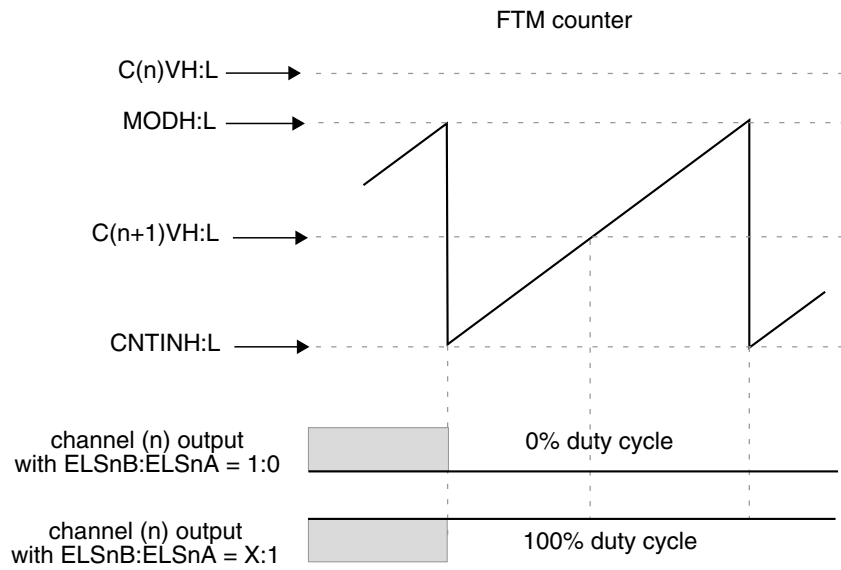 FTM counter
C(n)VH:L
MODH:L
C(n+1)VH:L
CNTINH:L
channel (n) output
with ELSnB:ELSnA = 1:0
0% duty cycle
channel (n) output
with ELSnB:ELSnA = X:1
100% duty cycle